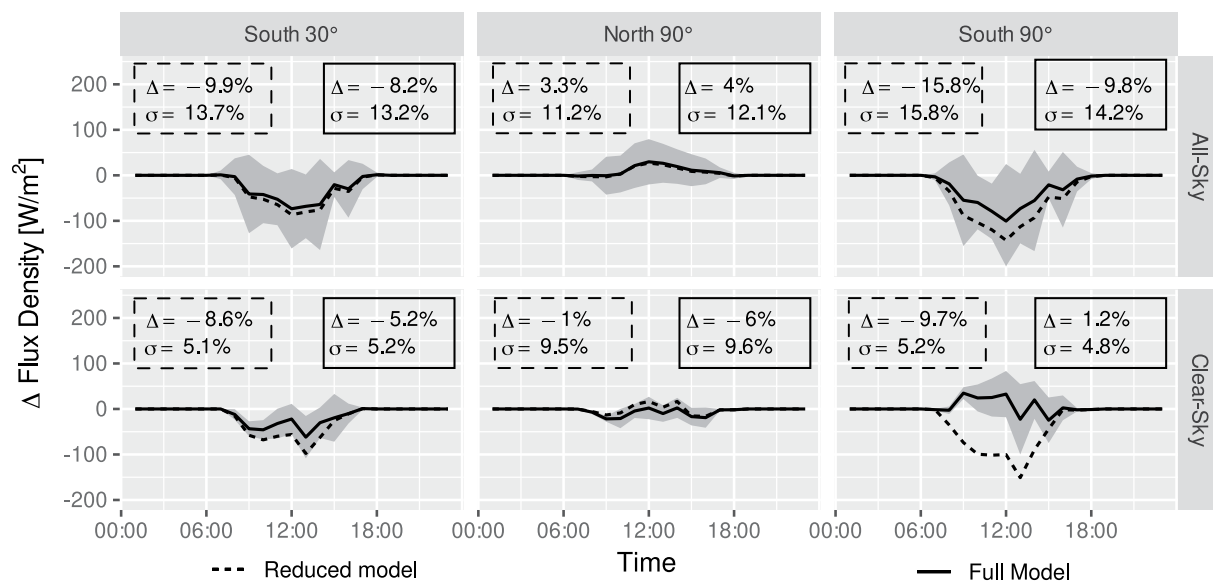 South 30°
North 90°
South 90°
Δ Flux Density [W/m²]
200
100
0
-100
-200
Δ = − 9.9%
σ = 13.7%
Δ = − 8.2%
σ = 13.2%
Δ = 3.3%
σ = 11.2%
Δ = 4%
σ = 12.1%
Δ = − 15.8%
σ = 15.8%
Δ = − 9.8%
σ = 14.2%
All-Sky
200
100
0
-100
-200
Δ = − 8.6%
σ = 5.1%
Δ = − 5.2%
σ = 5.2%
Δ = − 1%
σ = 9.5%
Δ = − 6%
σ = 9.6%
Δ = − 9.7%
σ = 5.2%
Δ = 1.2%
σ = 4.8%
Clear-Sky
00:00 06:00 12:00 18:00 00:00 06:00 12:00 18:00 00:00 06:00 12:00 18:00
Time
Reduced model
Full Model